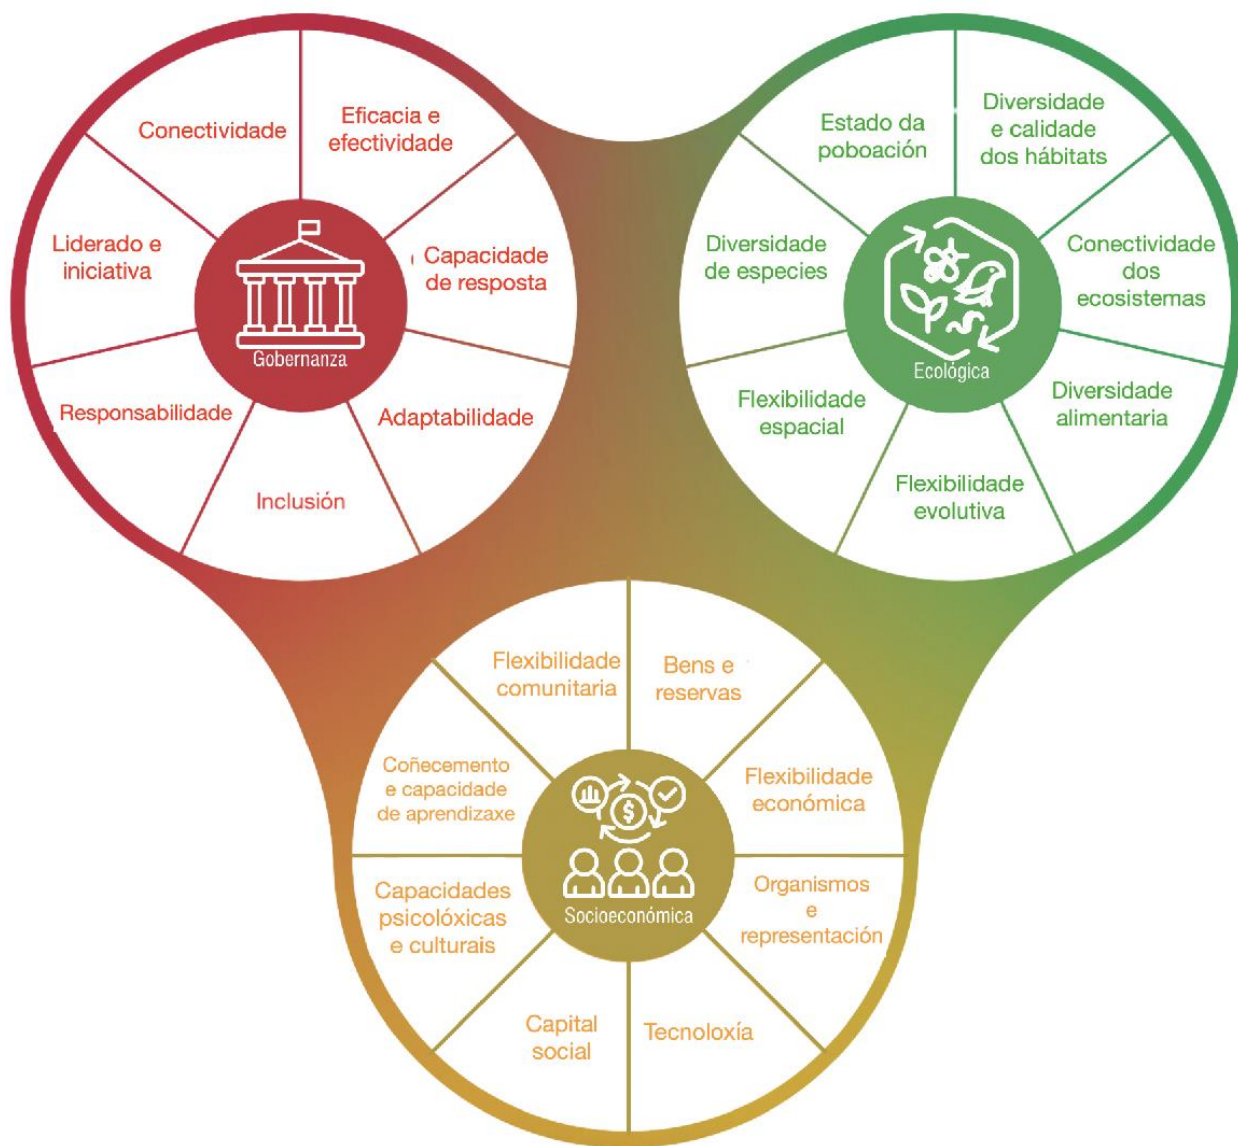 Conectividade
Eficacia e
efectividade
Liderado e
iniciativa
Capacidade
de resposta
Gobernanza
Responsabilidade
Adaptabilidade
Inclusión
Estado da
poboación
Diversidade
e calidade
dos hábitats
Diversidade
de especies
Conectividade
dos
ecosistemas
Ecológica
Flexibilidade
espacial
Diversidade
alimentaria
Flexibilidade
evolutiva
Flexibilidade
comunitaria
Bens e
reservas
Coñecemento
e capacidade
de aprendizaxe
Flexibilidade
económica
$
Socioeconómica
Capacidades
psicolóxicas
e culturais
Organismos
e
representación
Capital
social
Tecnoloxía